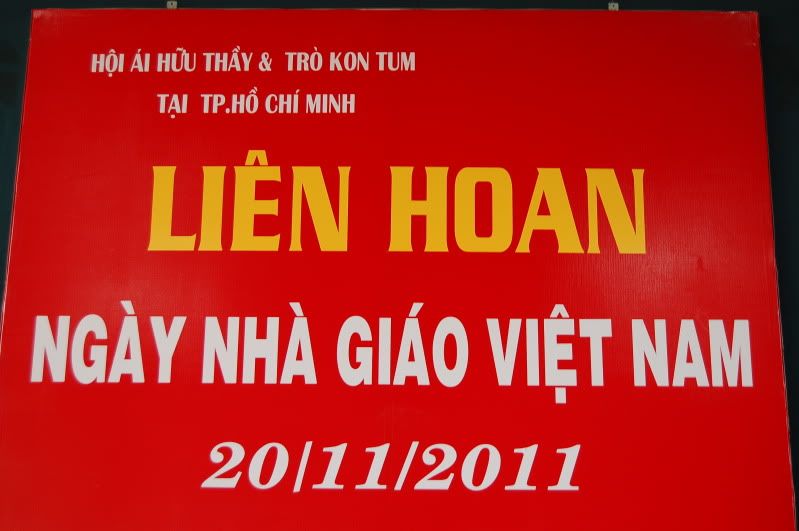 HỘI ÁI HỮU THẦY & TRÒ KON TUM
TẠI TP.HỒ CHÍ MINH
LIÊN HOAN
NGÀY NHÀ GIÁO VIỆT NAM
20/11/2011